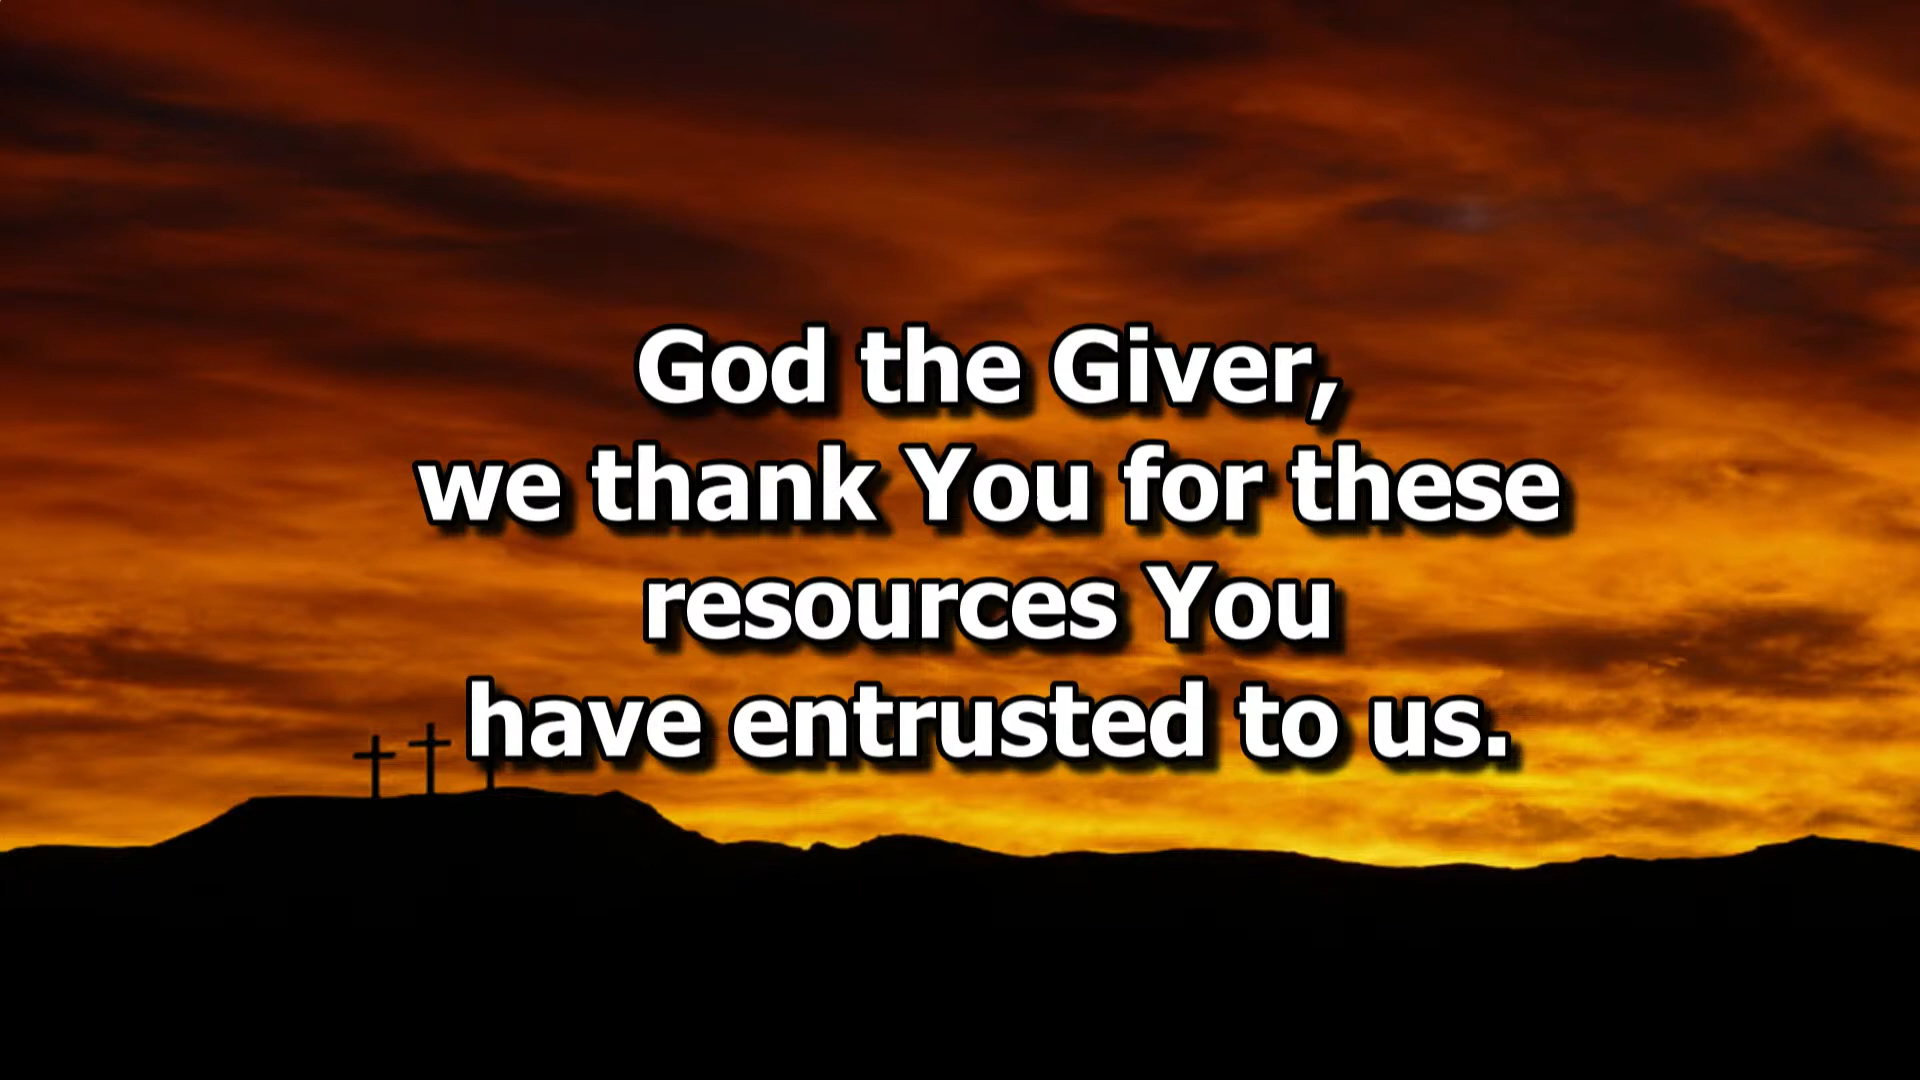 God the Giver,
we thank You for these
resources You
have entrusted to us.